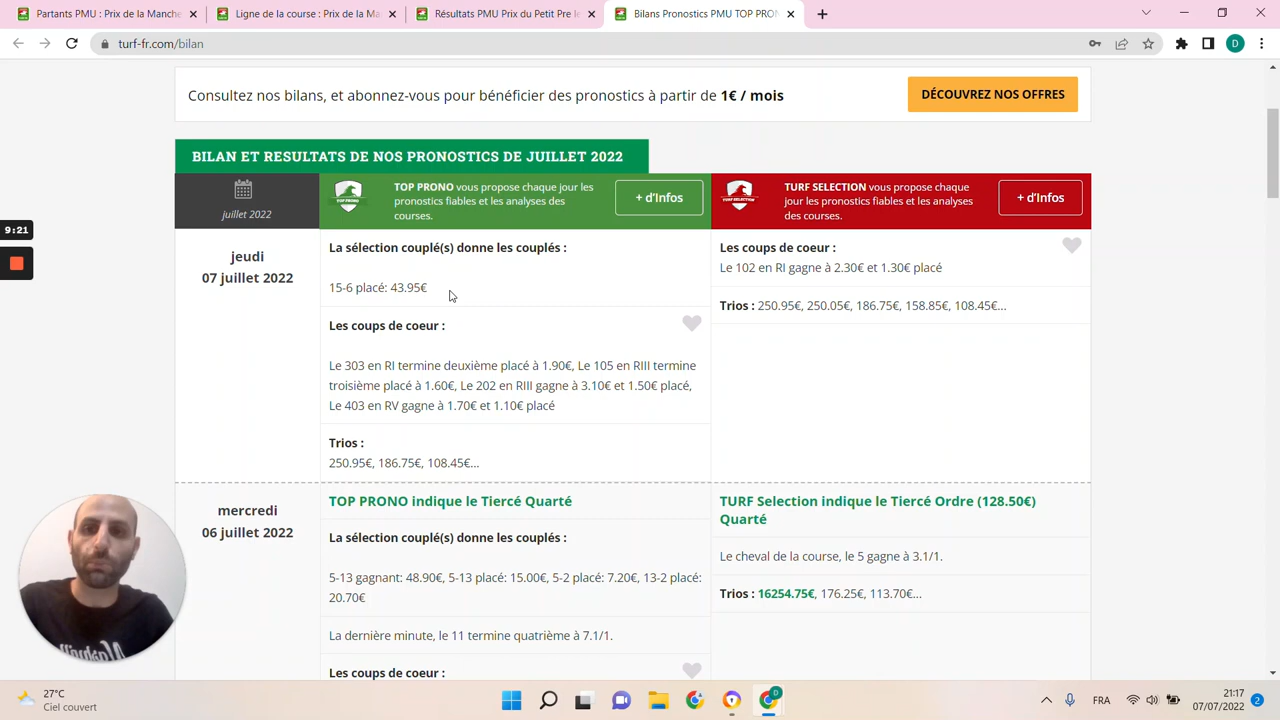 Partants PMU : Prix de la Manche
Ligne de la course : Prix de la Ma
Résultats PMU Prix du Petit Pre le
Bilans Pronostics PMU TOP PRON
turf-fr.com/bilan
D
Consultez nos bilans, et abonnez-vous pour bénéficier des pronostics à partir de 1€ / mois
DÉCOUVREZ NOS OFFRES
BILAN ET RESULTATS DE NOS PRONOSTICS DE JUILLET 2022
juillet 2022
TOP PRONO
TOP PRONO vous propose chaque jour les
pronostics fiables et les analyses des
courses.
+ d'Infos
TURF SELECTION
TURF SELECTION vous propose chaque
jour les pronostics fiables et les analyses
des courses.
+ d'Infos
9:21
jeudi
07 juillet 2022
La sélection couplé(s) donne les couplés :
15-6 placé: 43.95€
Les coups de coeur :
Le 303 en RI termine deuxième placé à 1.90€, Le 105 en RIII termine
troisième placé à 1.60€, Le 202 en RIII gagne à 3.10€ et 1.50€ placé,
Le 403 en RV gagne à 1.70€ et 1.10€ placé
Trios :
250.95€, 186.75€, 108.45€...
Les coups de coeur :
Le 102 en RI gagne à 2.30€ et 1.30€ placé
Trios : 250.95€, 250.05€, 186.75€, 158.85€, 108.45€...
mercredi
06 juillet 2022
TOP PRONO indique le Tiercé Quarté
La sélection couplé(s) donne les couplés :
5-13 gagnant: 48.90€, 5-13 placé: 15.00€, 5-2 placé: 7.20€, 13-2 placé:
20.70€
La dernière minute, le 11 termine quatrième à 7.1/1.
Les coups de coeur :
TURF Selection indique le Tiercé Ordre (128.50€)
Quarté
Le cheval de la course, le 5 gagne à 3.1/1.
Trios : 16254.75€, 176.25€, 113.70€...
27°C
Ciel couvert
D
FRA
21:17
07/07/2022
2